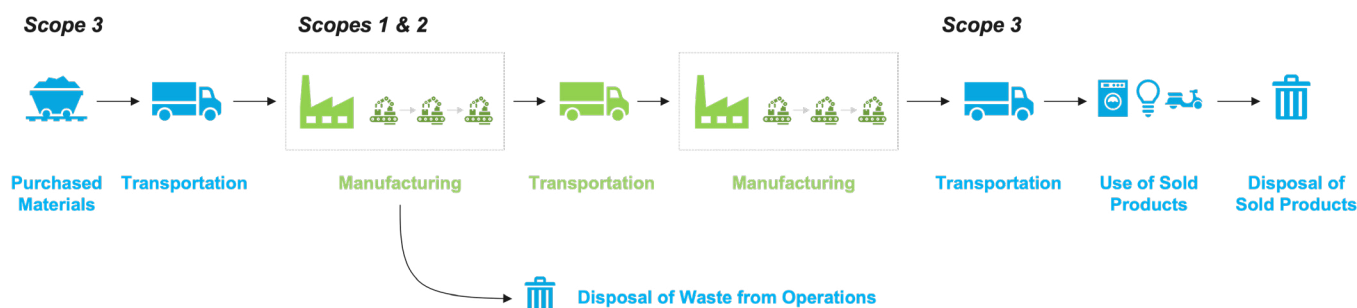 Scope 3
Scopes 1 & 2
Scope 3
Purchased
Materials
Transportation
Manufacturing
Transportation
Manufacturing
Transportation
Use of Sold
Products
Disposal of
Sold Products
Disposal of Waste from Operations